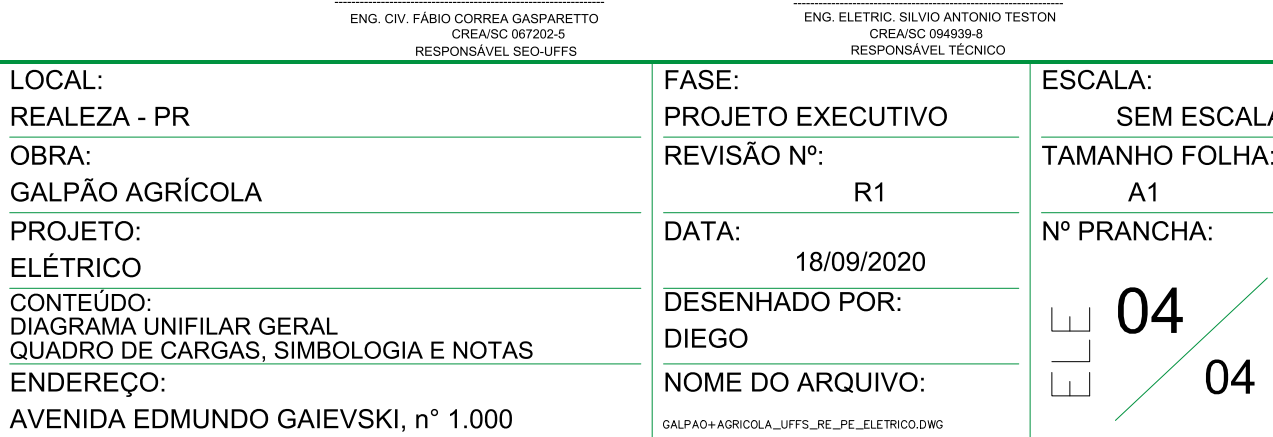 ENG. CIV. FÁBIO CORREA GASPARETTO
CREA/SC 067202-5
RESPONSÁVEL SEO-UFFS
ENG. ELETRIC. SILVIO ANTONIO TESTON
CREA/SC 094939-8
RESPONSÁVEL TÉCNICO
LOCAL:
REALEZA - PR
OBRA:
GALPÃO AGRÍCOLA
PROJETO:
ELÉTRICO
CONTEÚDO:
DIAGRAMA UNIFILAR GERAL
QUADRO DE CARGAS, SIMBOLOGIA E NOTAS
ENDEREÇO:
AVENIDA EDMUNDO GAIEVSKI, n° 1.000
FASE:
PROJETO EXECUTIVO
REVISÃO Nº:
R1
DATA:
18/09/2020
DESENHADO POR:
DIEGO
NOME DO ARQUIVO:
GALPAO+AGRICOLA_UFFS_RE_PE_ELETRICO.DWG
ESCALA:
SEM ESCALA
TAMANHO FOLHA:
A1
Nº PRANCHA:
ELE
04
04